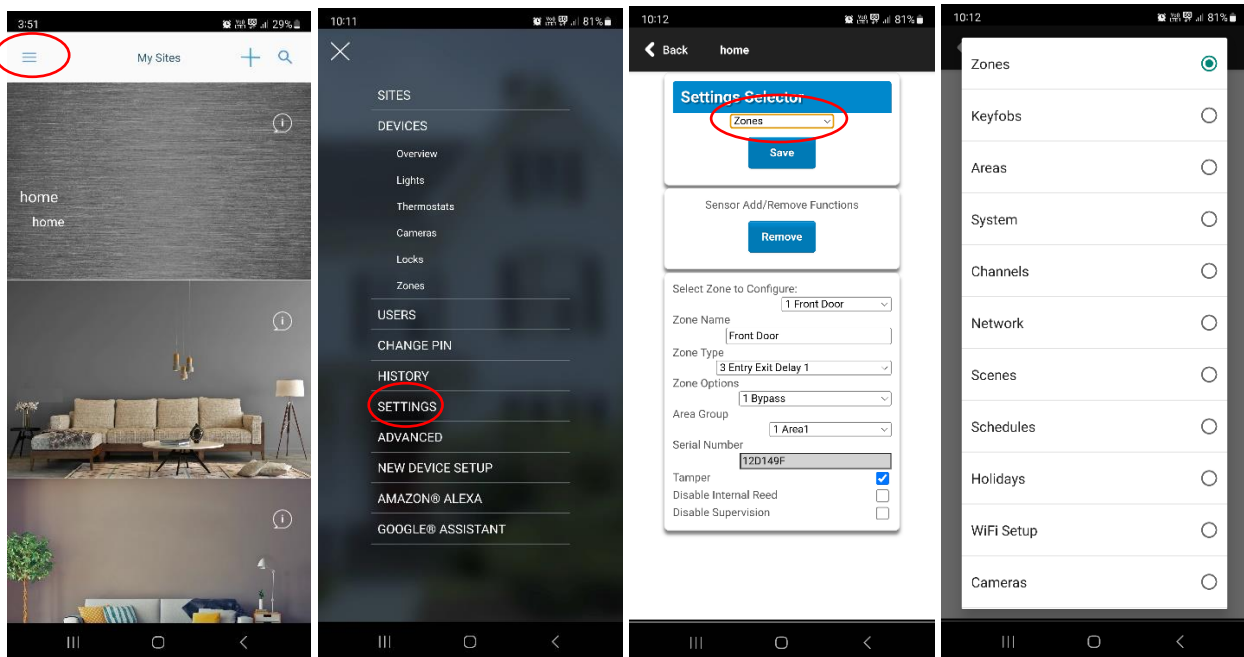 3:51
29%
My Sites
home
home
10:11
81%
SITES
DEVICES
Overview
Lights
Thermostats
Cameras
Locks
Zones
USERS
CHANGE PIN
HISTORY
SETTINGS
ADVANCED
NEW DEVICE SETUP
AMAZON® ALEXA
GOOGLE® ASSISTANT
10:12
81%
Back home
Settings Selector
Zones
Save
Sensor Add/Remove Functions
Remove
Select Zone to Configure:
1 Front Door
Zone Name
Front Door
Zone Type
3 Entry Exit Delay 1
Zone Options
1 Bypass
Area Group
1 Area1
Serial Number
12D149F
Tamper
Disable Internal Reed
Disable Supervision
10:12
81%
Zones
Keyfobs
Areas
System
Channels
Network
Scenes
Schedules
Holidays
WiFi Setup
Cameras